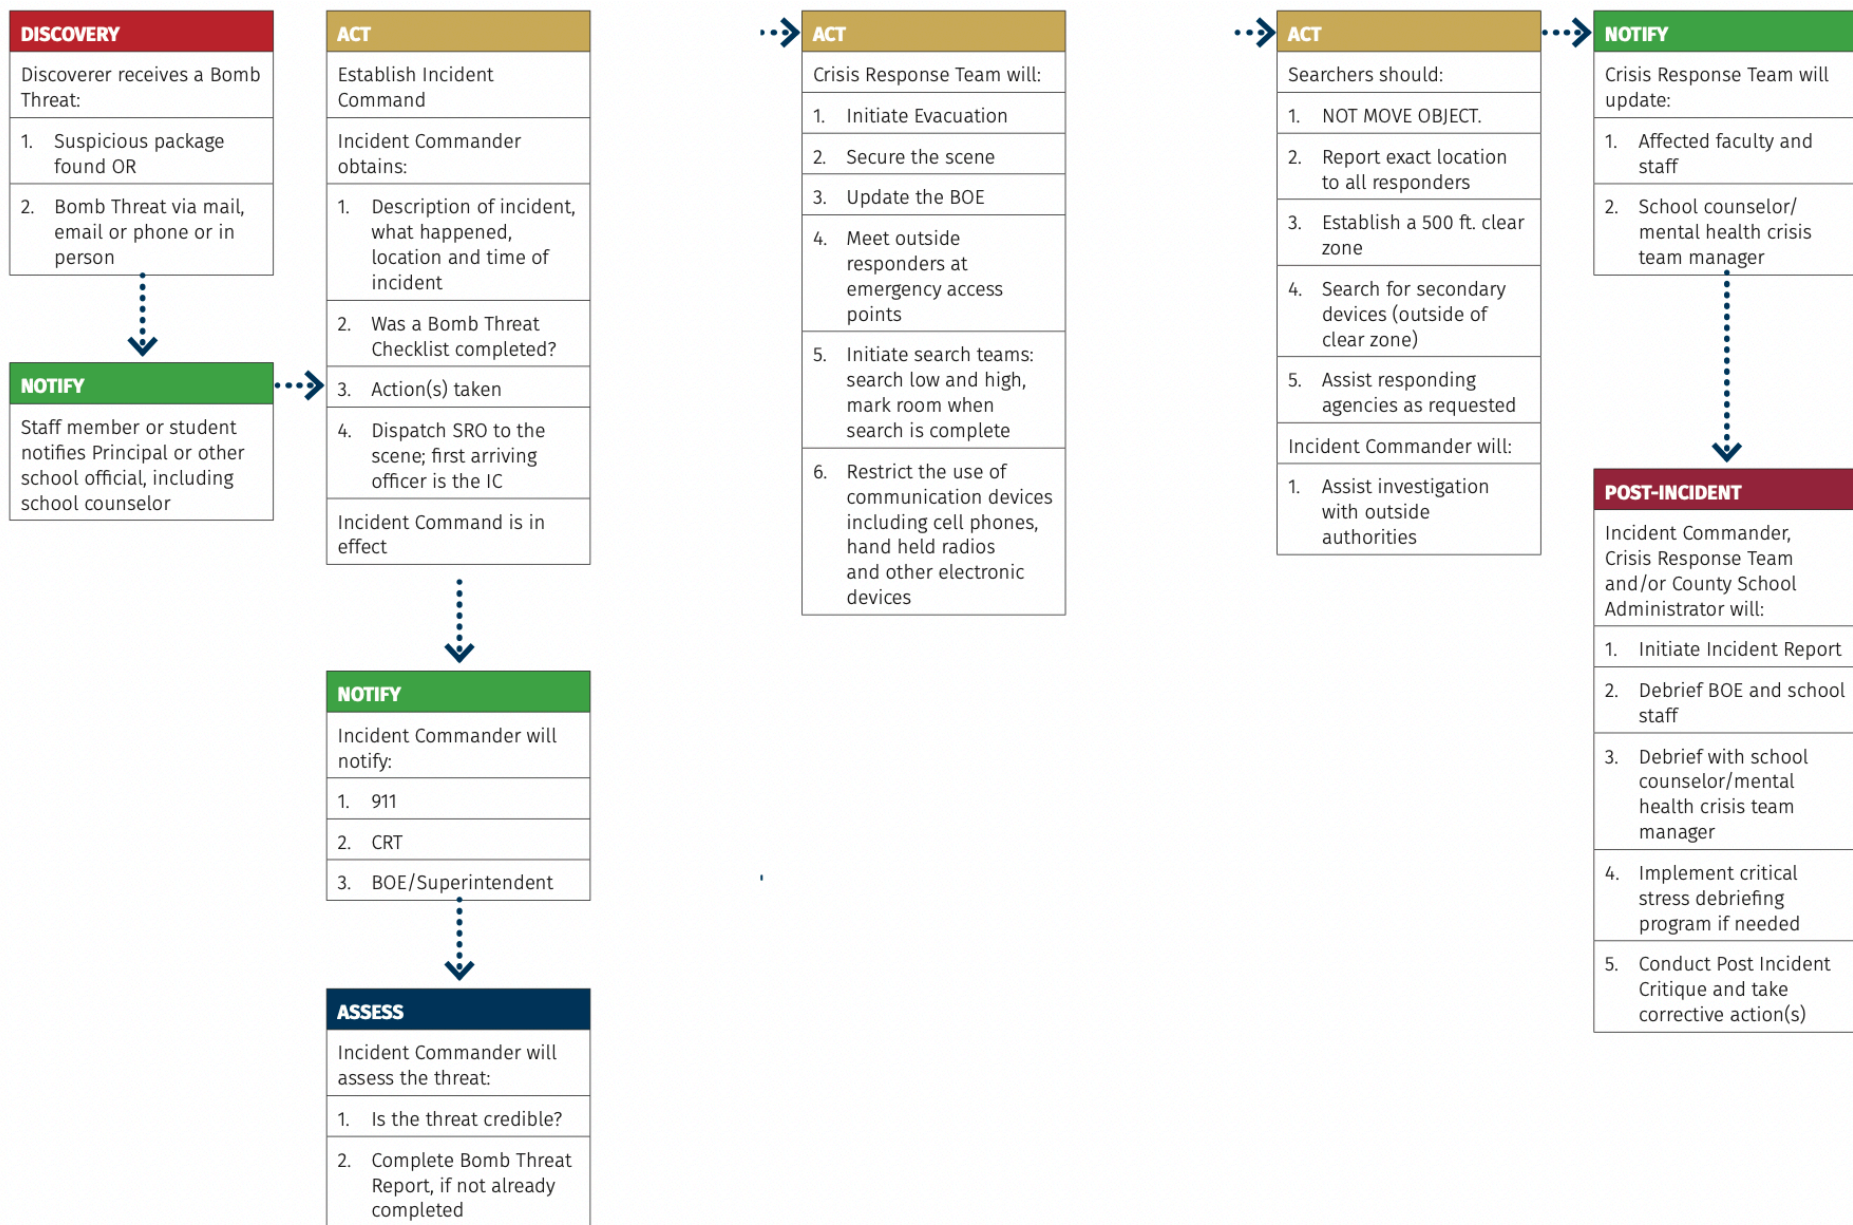 DISCOVERY
Discoverer receives a Bomb
Threat:
1. Suspicious package
found OR
2. Bomb Threat via mail,
email or phone or in
person
NOTIFY
Staff member or student
notifies Principal or other
school official, including
school counselor
ACT
Establish Incident
Command
Incident Commander
obtains:
1. Description of incident,
what happened,
location and time of
incident
2. Was a Bomb Threat
Checklist completed?
3. Action(s) taken
4. Dispatch SRO to the
scene; first arriving
officer is the IC
Incident Command is in
effect
NOTIFY
Incident Commander will
notify:
1. 911
2. CRT
3. BOE/Superintendent
ASSESS
Incident Commander will
assess the threat:
1. Is the threat credible?
2. Complete Bomb Threat
Report, if not already
completed
ACT
Crisis Response Team will:
1. Initiate Evacuation
2. Secure the scene
3. Update the BOE
4. Meet outside
responders at
emergency access
points
5. Initiate search teams:
search low and high,
mark room when
search is complete
6. Restrict the use of
communication devices
including cell phones,
hand held radios
and other electronic
devices
ACT
Searchers should:
1. NOT MOVE OBJECT.
2. Report exact location
to all responders
3. Establish a 500 ft. clear
zone
4. Search for secondary
devices (outside of
clear zone)
5. Assist responding
agencies as requested
Incident Commander will:
1. Assist investigation
with outside
authorities
NOTIFY
Crisis Response Team will
update:
1. Affected faculty and
staff
2. School counselor/
mental health crisis
team manager
POST-INCIDENT
Incident Commander,
Crisis Response Team
and/or County School
Administrator will:
1. Initiate Incident Report
2. Debrief BOE and school
staff
3. Debrief with school
counselor/mental
health crisis team
manager
4. Implement critical
stress debriefing
program if needed
5. Conduct Post Incident
Critique and take
corrective action(s)